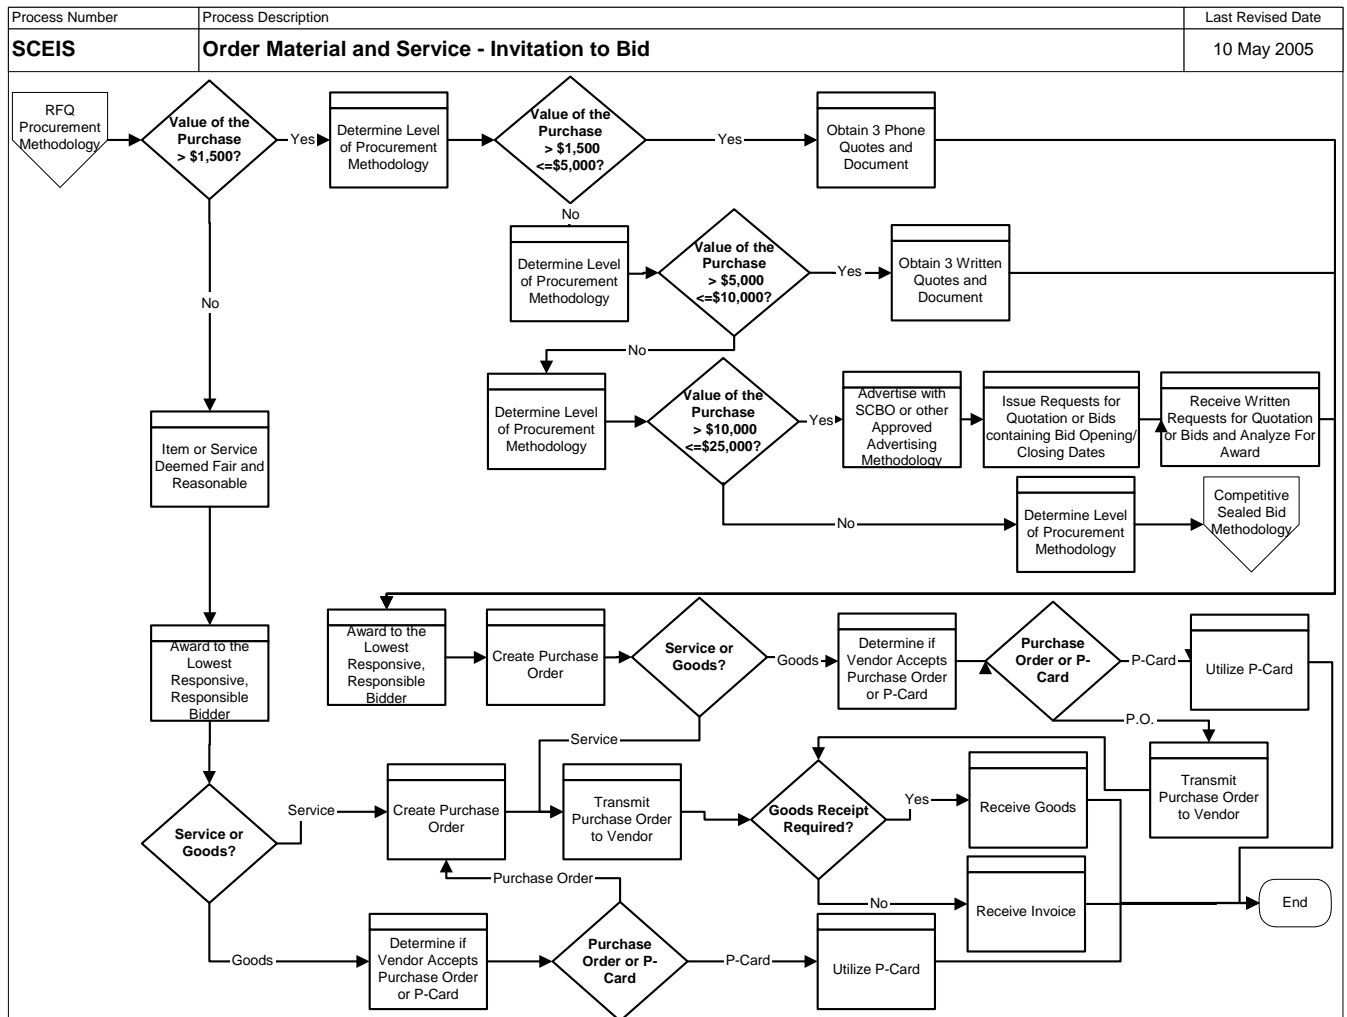 Process Number
Process Description
Last Revised Date
SCEIS
Order Material and Service - Invitation to Bid
10 May 2005
RFQ
Procurement
Methodology
Value of the
Purchase
> $1,500?
Yes
Determine Level
of Procurement
Methodology
Value of the
Purchase
> $1,500
<=$5,000?
Yes
Obtain 3 Phone
Quotes and
Document
No
Determine Level
of Procurement
Methodology
Value of the
Purchase
> $5,000
<=$10,000?
Yes
Obtain 3 Written
Quotes and
Document
No
No
Determine Level
of Procurement
Methodology
Value of the
Purchase
> $10,000
<=$25,000?
Yes
Advertise with
SCBO or other
Approved
Advertising
Methodology
Issue Requests for
Quotation or Bids
containing Bid Opening/
Closing Dates
Receive Written
Requests for Quotation
or Bids and Analyze For
Award
Item or Service
Deemed Fair and
Reasonable
No
Determine Level
of Procurement
Methodology
Competitive
Sealed Bid
Methodology
Award to the
Lowest
Responsive,
Responsible
Bidder
Award to the
Lowest
Responsive,
Responsible
Bidder
Create Purchase
Order
Service or
Goods?
Goods
Determine if
Vendor Accepts
Purchase Order
or P-Card
Purchase
Order or P-
Card
P-Card
Utilize P-Card
P.O.
Service
Transmit
Purchase Order
to Vendor
Service or
Goods?
Service
Create Purchase
Order
Transmit
Purchase Order
to Vendor
Goods Receipt
Required?
Yes
Receive Goods
Purchase Order
No
Receive Invoice
End
Goods
Determine if
Vendor Accepts
Purchase Order
or P-Card
Purchase
Order or P-
Card
P-Card
Utilize P-Card